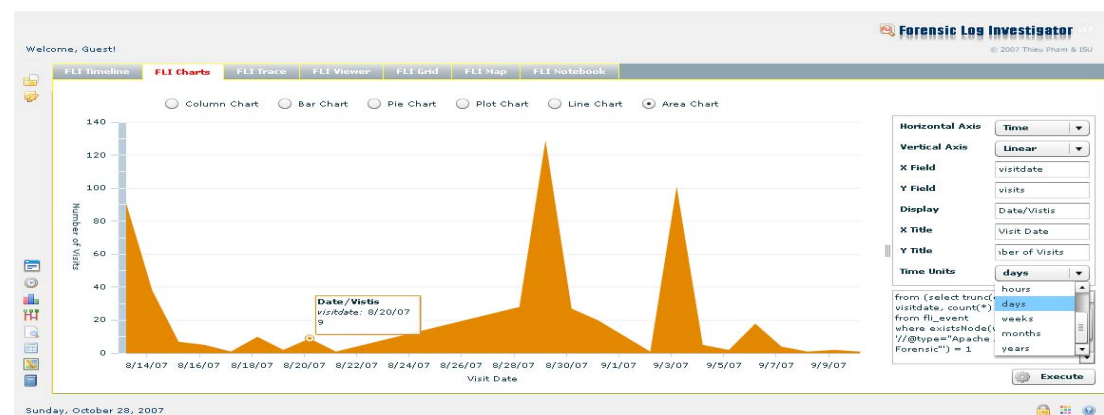 Forensic Log Investigator
Welcome, Guest!
© 2007 Thieu Pham & ISU
FLI Timeline FLI Charts FLI Trace FLI Viewer FLI Grid FLI Map FLI Notebook
Column Chart Bar Chart Pie Chart Plot Chart Line Chart Area Chart
140
120
100
80
60
40
20
0
Number of Visits
Date/Vistis
visitdate: 8/20/07
9
8/14/07 8/16/07 8/18/07 8/20/07 8/22/07 8/24/07 8/26/07 8/28/07 8/30/07 9/1/07 9/3/07 9/5/07 9/7/07 9/9/07
Visit Date
Horizontal Axis Time
Vertical Axis Linear
X Field visitdate
Y Field visits
Display Date/Vistis
X Title Visit Date
Y Title ber of Visits
Time Units days
hours
days
weeks
months
years
from (select trunc(
visitdate, count(*)
from fli_event
where existsNode(
'//@type="Apache
Forensic"') = 1
Execute
Sunday, October 28, 2007